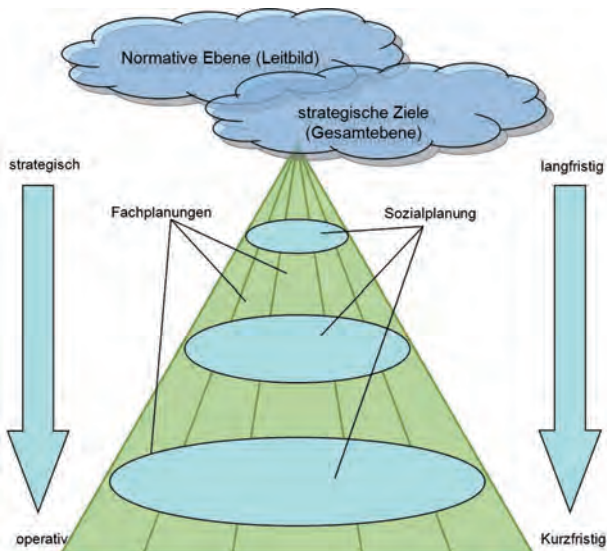 Normative Ebene (Leitbild)
strategische Ziele
(Gesamtebene)
strategisch
langfristig
Fachplanungen
Sozialplanung
operativ
Kurzfristig